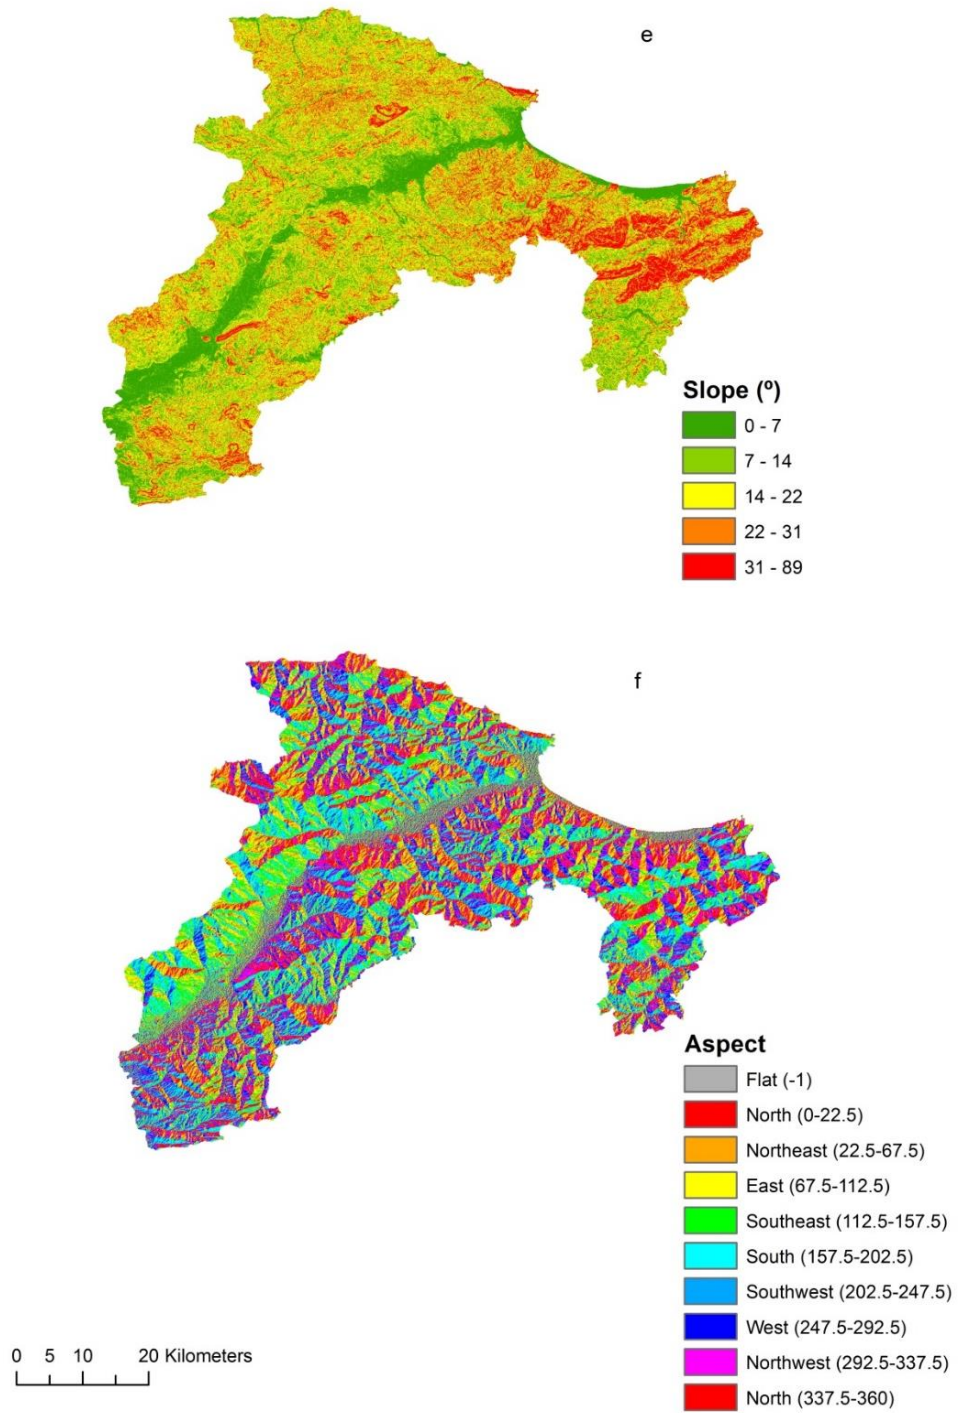 e
Slope (º)
0 - 7
7 - 14
14 - 22
22 - 31
31 - 89
f
Aspect
Flat (-1)
North (0-22.5)
Northeast (22.5-67.5)
East (67.5-112.5)
Southeast (112.5-157.5)
South (157.5-202.5)
Southwest (202.5-247.5)
West (247.5-292.5)
Northwest (292.5-337.5)
North (337.5-360)
0 5 10 20 Kilometers